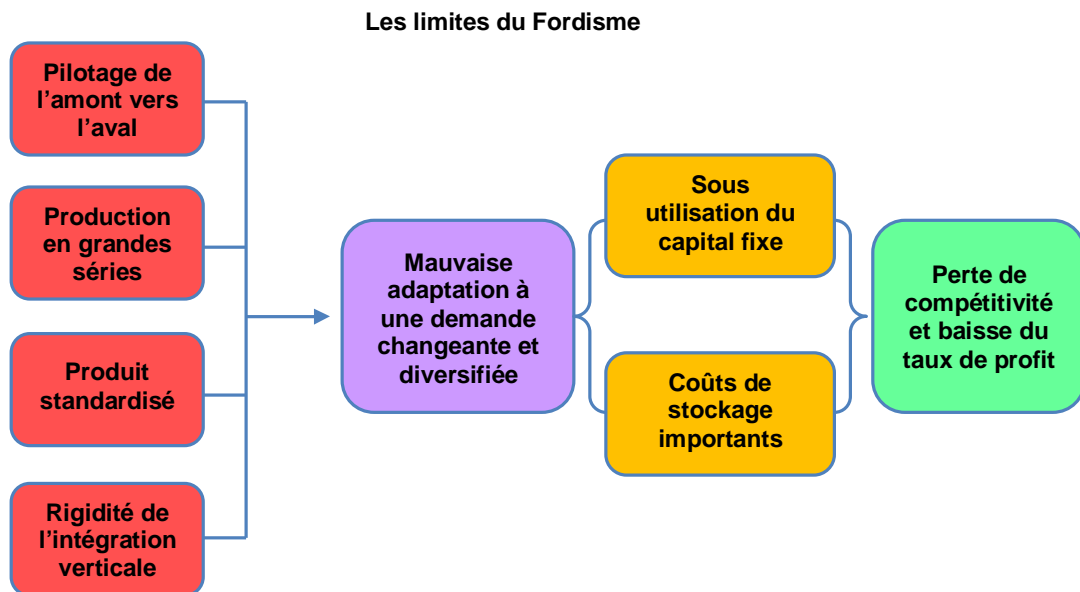 Les limites du Fordisme
Pilotage de
l’amont vers
l’aval
Production
en grandes
séries
Produit
standardisé
Rigidité de
l’intégration
verticale
Mauvaise
adaptation à
une demande
changeante et
diversifiée
Sous
utilisation du
capital fixe
Coûts de
stockage
importants
Perte de
compétitivité
et baisse du
taux de profit